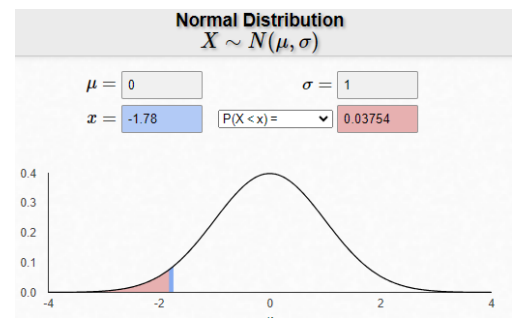 Normal Distribution
X ∼ N(μ, σ)
μ = 0 σ = 1
x = -1.78 P(X < x) = 0.03754
0.4
0.3
0.2
0.1
0.0
-4 -2 0 2 4